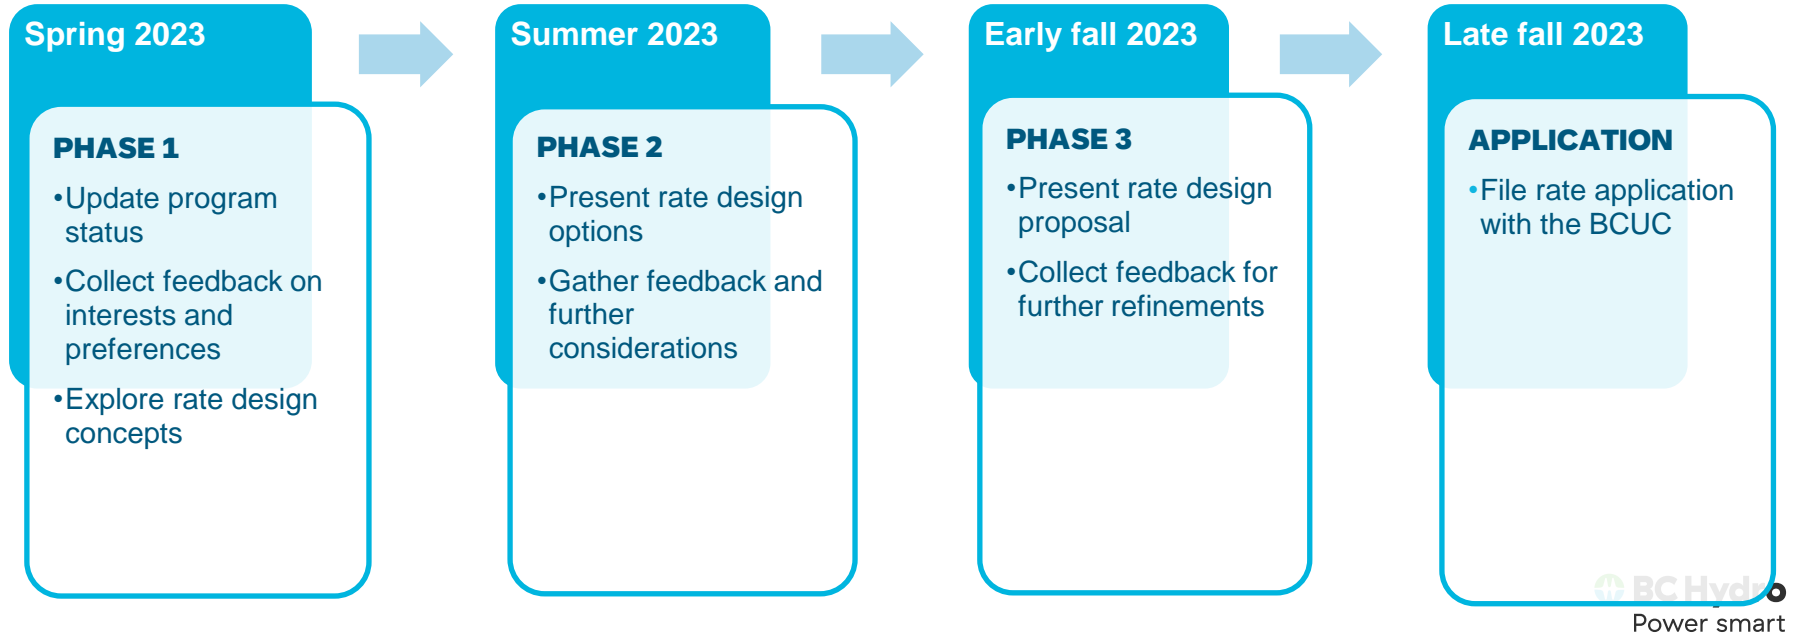 Spring 2023
PHASE 1
•Update program
status
•Collect feedback on
interests and
preferences
•Explore rate design
concepts
Summer 2023
PHASE 2
•Present rate design
options
•Gather feedback and
further
considerations
Early fall 2023
PHASE 3
•Present rate design
proposal
•Collect feedback for
further refinements
Late fall 2023
APPLICATION
•File rate application
with the BCUC
BC Hydro
Power smart